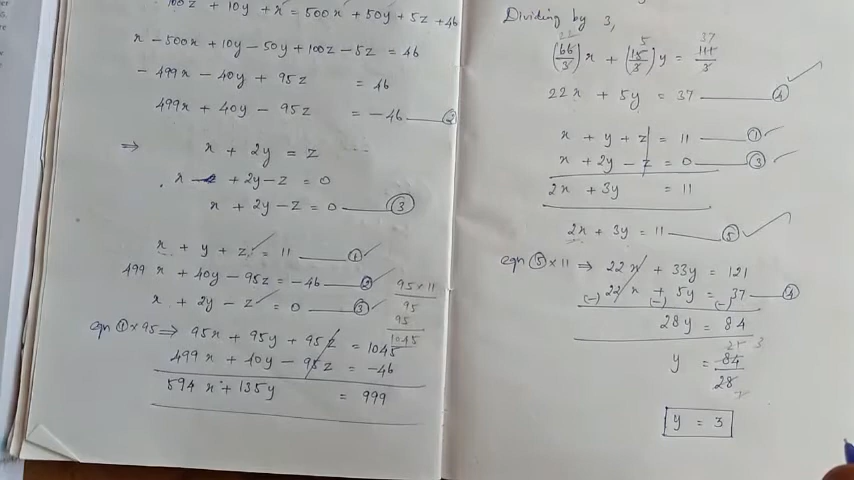 100z + 10y + x = 500x + 50y + 5z + 46
x - 500x + 10y - 50y + 100z - 5z = 46
- 499x - 40y + 95z = 46
499x + 40y - 95z = -46 ②
⇒ x + 2y = z
x + 2y - z = 0
x + 2y - z = 0 ③
x + y + z = 11 ①
499x + 40y - 95z = -46 ②
x + 2y - z = 0 ③
95 × 11
95
95
1045
eqn ① × 95 ⇒ 95x + 95y + 95z = 1045
499x + 40y - 95z = -46
594x + 135y = 999
Dividing by 3,
(66/3)x + (15/3)y = 111/3
22x + 5y = 37 ④
x + y + z = 11 ①
x + 2y - z = 0 ③
2x + 3y = 11
2x + 3y = 11 ⑤
eqn ⑤ × 11 ⇒ 22x + 33y = 121
(-) 22x + (-) 5y = (-) 37 ④
28y = 84
y = 84/28
y = 3